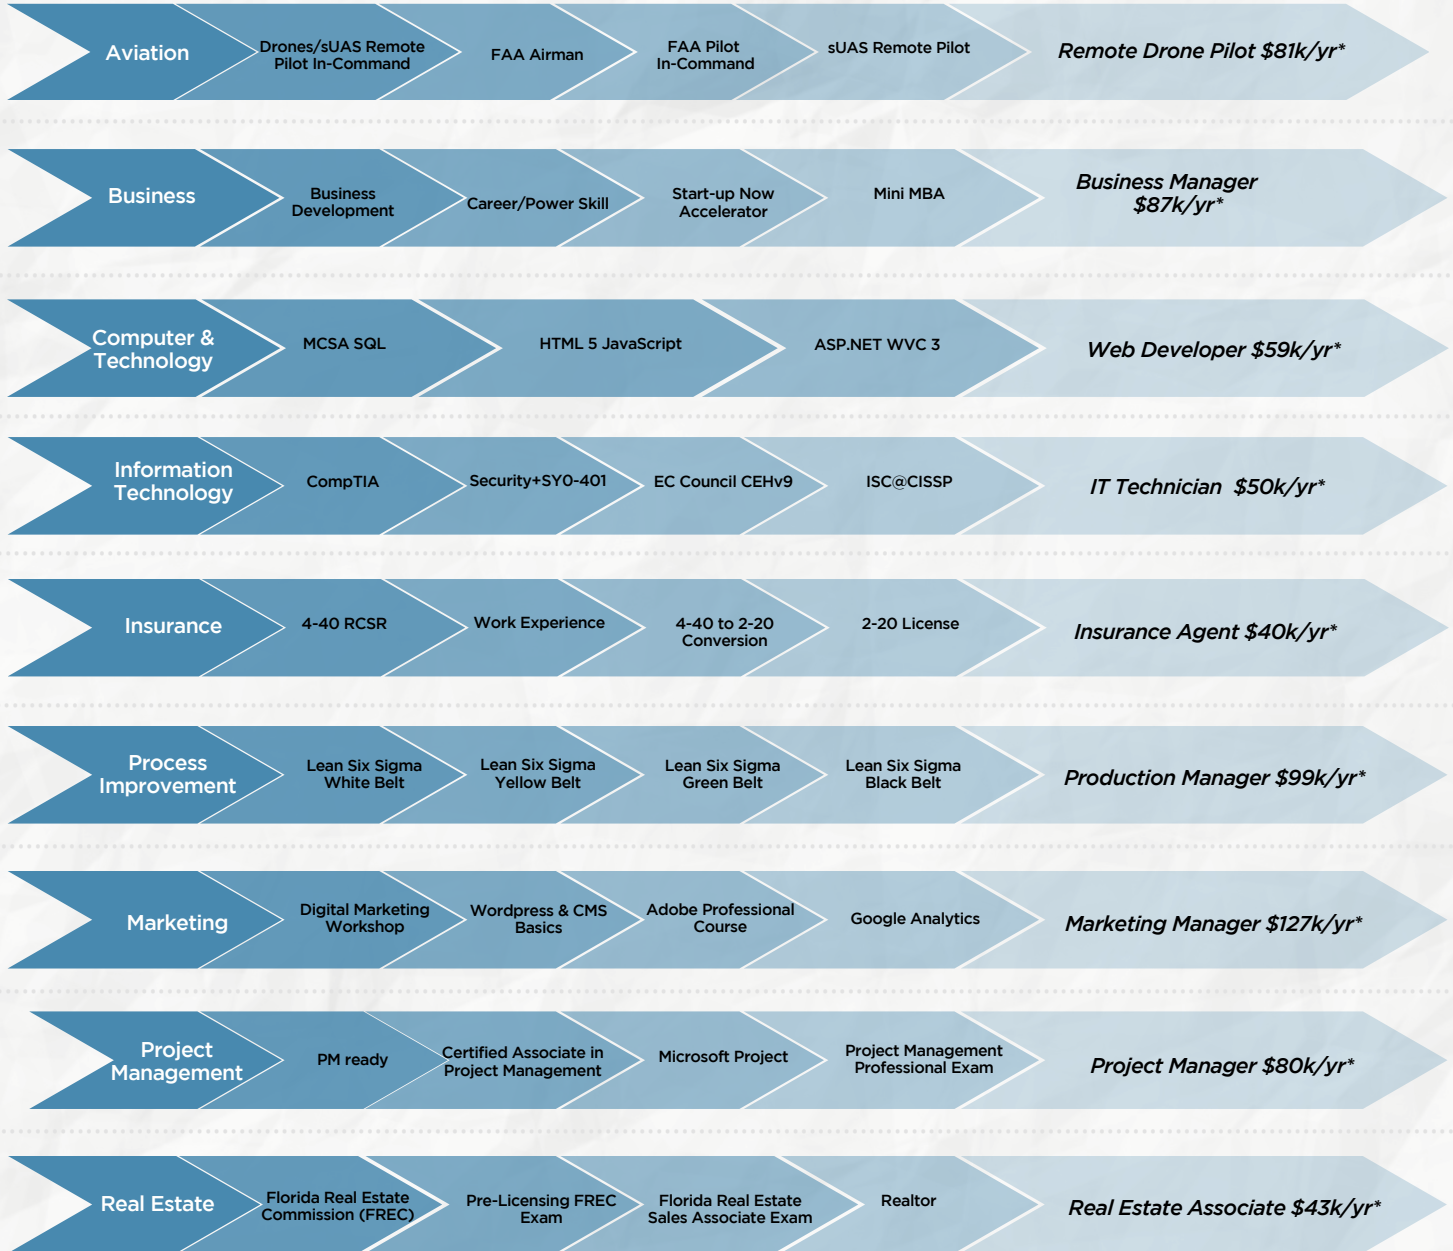 Aviation
Drones/sUAS Remote
Pilot In-Command
FAA Airman
FAA Pilot
In-Command
sUAS Remote Pilot
Remote Drone Pilot $81k/yr*
Business
Business
Development
Career/Power Skill
Start-up Now
Accelerator
Mini MBA
Business Manager
$87k/yr*
Computer &
Technology
MCSA SQL
HTML 5 JavaScript
ASP.NET WVC 3
Web Developer $59k/yr*
Information
Technology
CompTIA
Security+SY0-401
EC Council CEHv9
ISC@CISSP
IT Technician $50k/yr*
Insurance
4-40 RCSR
Work Experience
4-40 to 2-20
Conversion
2-20 License
Insurance Agent $40k/yr*
Process
Improvement
Lean Six Sigma
White Belt
Lean Six Sigma
Yellow Belt
Lean Six Sigma
Green Belt
Lean Six Sigma
Black Belt
Production Manager $99k/yr*
Marketing
Digital Marketing
Workshop
Wordpress & CMS
Basics
Adobe Professional
Course
Google Analytics
Marketing Manager $127k/yr*
Project
Management
PM ready
Certified Associate in
Project Management
Microsoft Project
Project Management
Professional Exam
Project Manager $80k/yr*
Real Estate
Florida Real Estate
Commission (FREC)
Pre-Licensing FREC
Exam
Florida Real Estate
Sales Associate Exam
Realtor
Real Estate Associate $43k/yr*